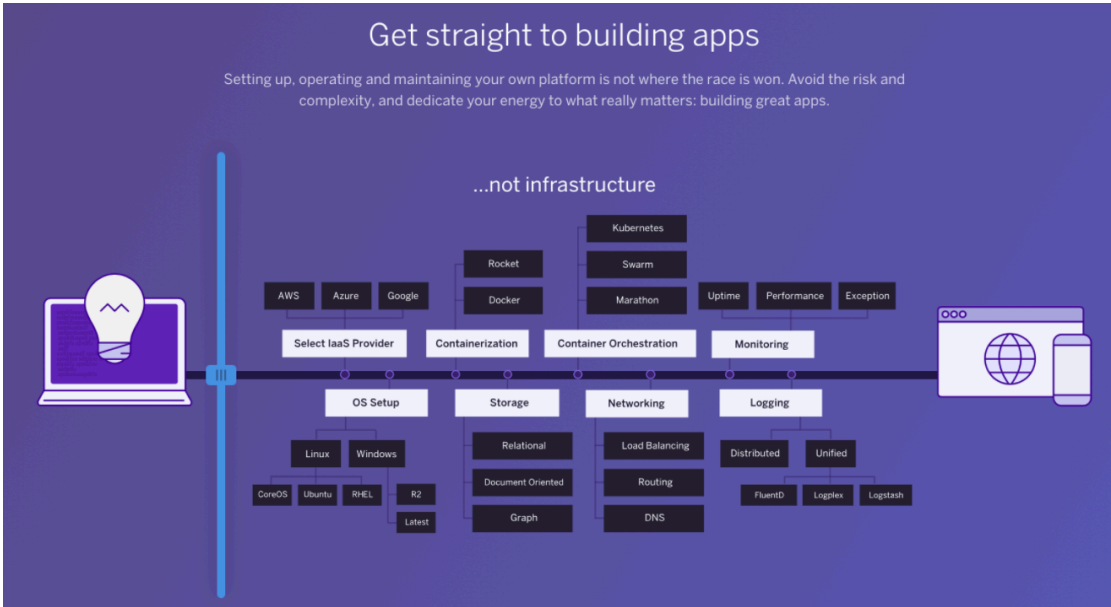 Get straight to building apps
Setting up, operating and maintaining your own platform is not where the race is won. Avoid the risk and
complexity, and dedicate your energy to what really matters: building great apps.
...not infrastructure
Kubernetes
Rocket
Swarm
AWS
Azure
Google
Docker
Marathon
Uptime
Performance
Exception
Select IaaS Provider
Containerization
Container Orchestration
Monitoring
OS Setup
Storage
Networking
Logging
Linux
Windows
Relational
Load Balancing
Distributed
Unified
CoreOS
Ubuntu
RHEL
R2
Document Oriented
Routing
FluentD
Logplex
Logstash
Latest
Graph
DNS